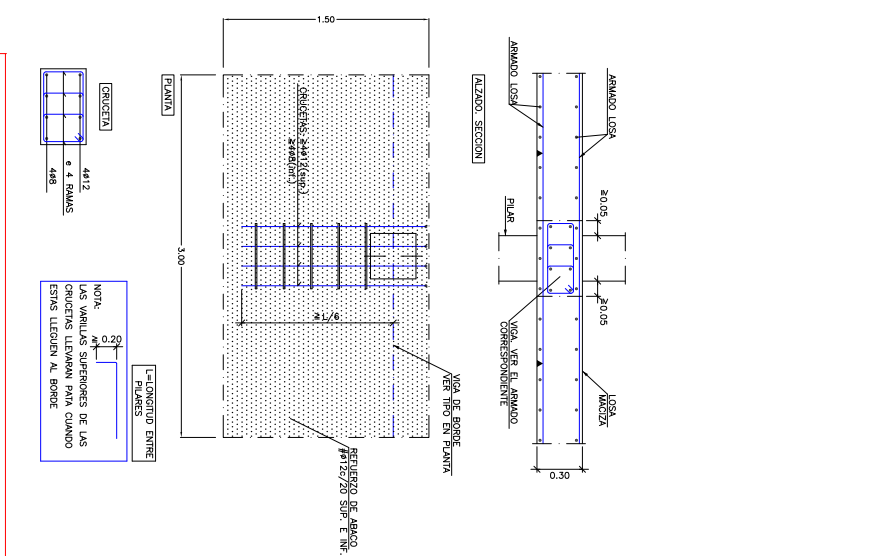 ARMADO LOSA
ARMADO LOSA
≥0.05
≥0.05
PILAR
VIGA, VER EL ARMADO
CORRESPONDIENTE
LOSA
MACIZA
0.30
ALZADO. SECCION
1.50
CRUCETAS: ≥4ø12(sup.)
≥4ø8(inf.)
≥ L/6
3.00
VIGA DE BORDE
VER TIPO EN PLANTA
REFUERZO DE ABACO
#ø12c/20 SUP. E INF.
PLANTA
L=LONGITUD ENTRE
PILARES
CRUCETA
4ø12
e 4 RAMAS
4ø8
NOTA:
≥ 0.20
LAS VARILLAS SUPERIORES DE LAS
CRUCETAS LLEVARAN PATA CUANDO
ESTAS LLEGUEN AL BORDE